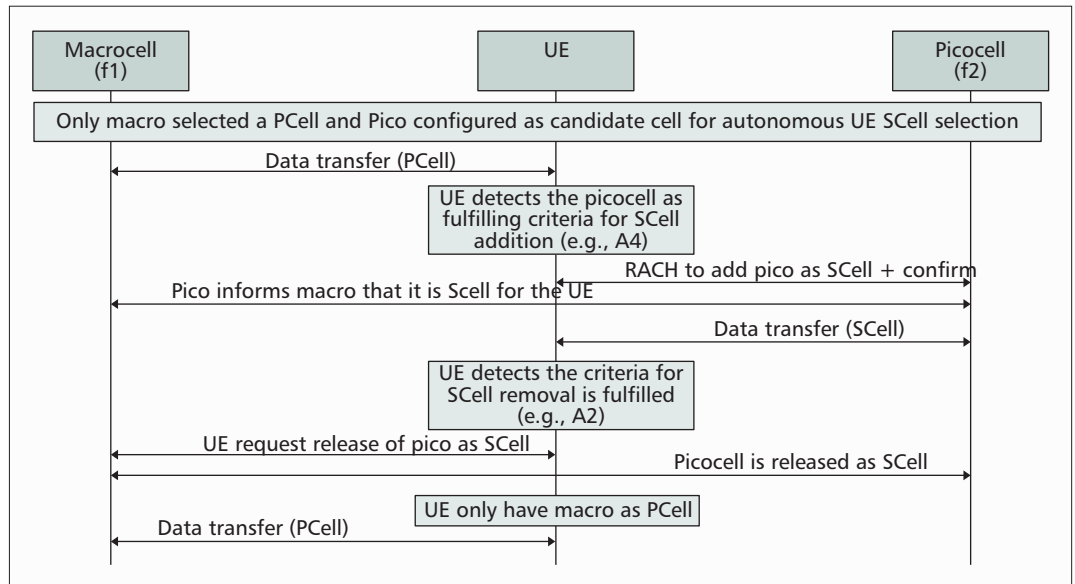 Macrocell
(f1)
UE
Picocell
(f2)
Only macro selected a PCell and Pico configured as candidate cell for autonomous UE SCell selection
Data transfer (PCell)
UE detects the picocell as
fulfilling criteria for SCell
addition (e.g., A4)
RACH to add pico as SCell + confirm
Pico informs macro that it is Scell for the UE
Data transfer (SCell)
UE detects the criteria for
SCell removal is fulfilled
(e.g., A2)
UE request release of pico as SCell
Picocell is released as SCell
UE only have macro as PCell
Data transfer (PCell)